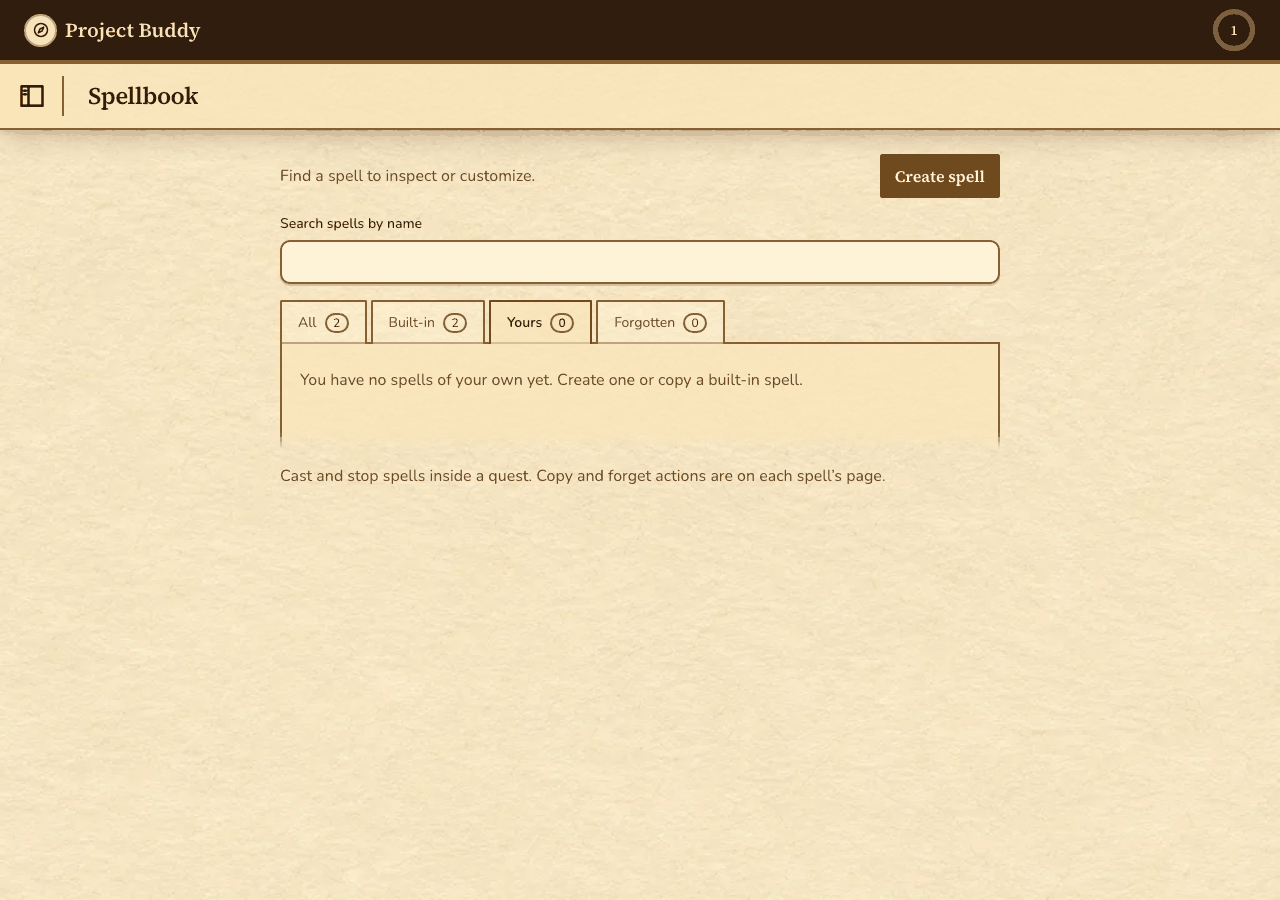 Project Buddy
1
Spellbook
Find a spell to inspect or customize.
Create spell
Search spells by name
All 2 Built-in 2 Yours 0 Forgotten 0
You have no spells of your own yet. Create one or copy a built-in spell.
Cast and stop spells inside a quest. Copy and forget actions are on each spell’s page.